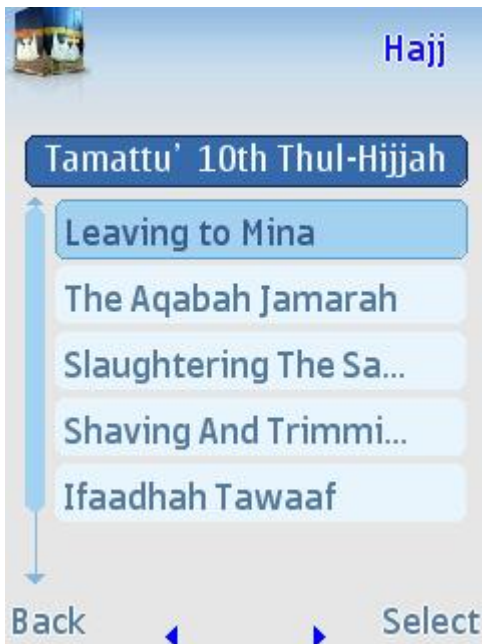 Hajj
Tamattu' 10th Thul-Hijjah
Leaving to Mina
The Aqabah Jamarah
Slaughtering The Sa...
Shaving And Trimmi...
Ifaadhah Tawaaf
Back Select